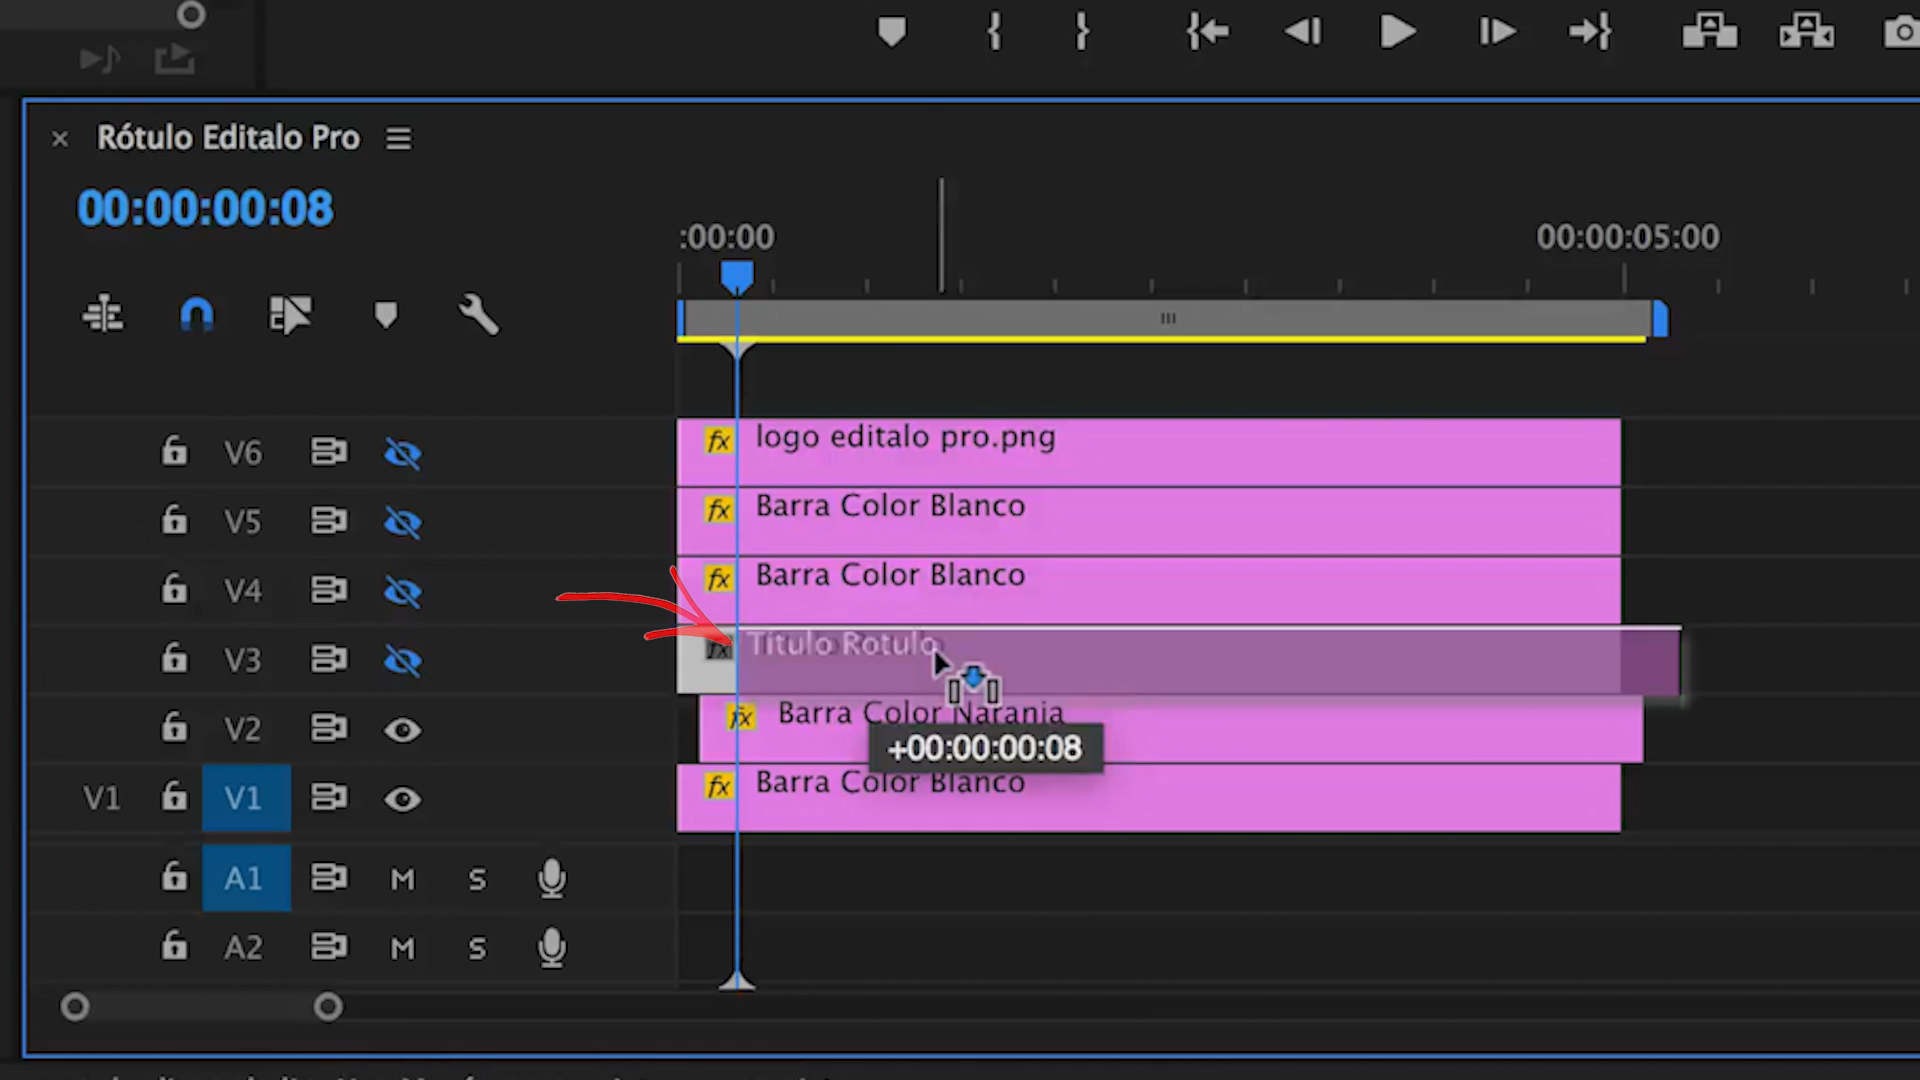 Rótulo Editalo Pro
00:00:00:08
:00:00
00:00:05:00
V6
fx logo editalo pro.png
V5
fx Barra Color Blanco
V4
fx Barra Color Blanco
V3
fx Titulo Rotulo
V2
fx Barra Color Naranja
+00:00:00:08
V1
V1
fx Barra Color Blanco
A1
M
S
A2
M
S